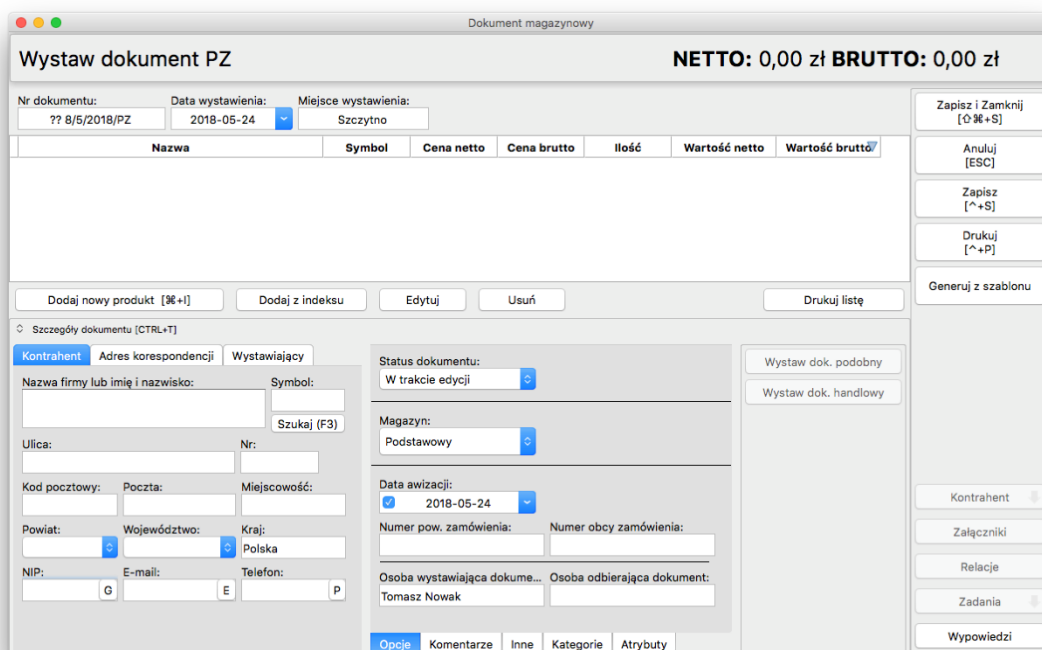 Dokument magazynowy
Wystaw dokument PZ
NETTO: 0,00 zł BRUTTO: 0,00 zł
Nr dokumentu: Data wystawienia: Miejsce wystawienia:
?? 8/5/2018/PZ 2018-05-24 Szczytno
Nazwa Symbol Cena netto Cena brutto Ilość Wartość netto Wartość brutto
Zapisz i Zamknij
[⇧⌘+S]
Anuluj
[ESC]
Zapisz
[^+S]
Drukuj
[^+P]
Generuj z szablonu
Dodaj nowy produkt [⌘+I] Dodaj z indeksu Edytuj Usuń Drukuj listę
Szczegóły dokumentu [CTRL+T]
Kontrahent Adres korespondencji Wystawiający
Nazwa firmy lub imię i nazwisko: Symbol:
Szukaj (F3)
Ulica: Nr:
Kod pocztowy: Poczta: Miejscowość:
Powiat: Województwo: Kraj:
Polska
NIP: E-mail: Telefon:
G E P
Status dokumentu:
W trakcie edycji
Magazyn:
Podstawowy
Data awizacji:
2018-05-24
Numer pow. zamówienia: Numer obcy zamówienia:
Osoba wystawiająca dokume... Osoba odbierająca dokument:
Tomasz Nowak
Opcje Komentarze Inne Kategorie Atrybuty
Wystaw dok. podobny
Wystaw dok. handlowy
Kontrahent
Załączniki
Relacje
Zadania
Wypowiedzi